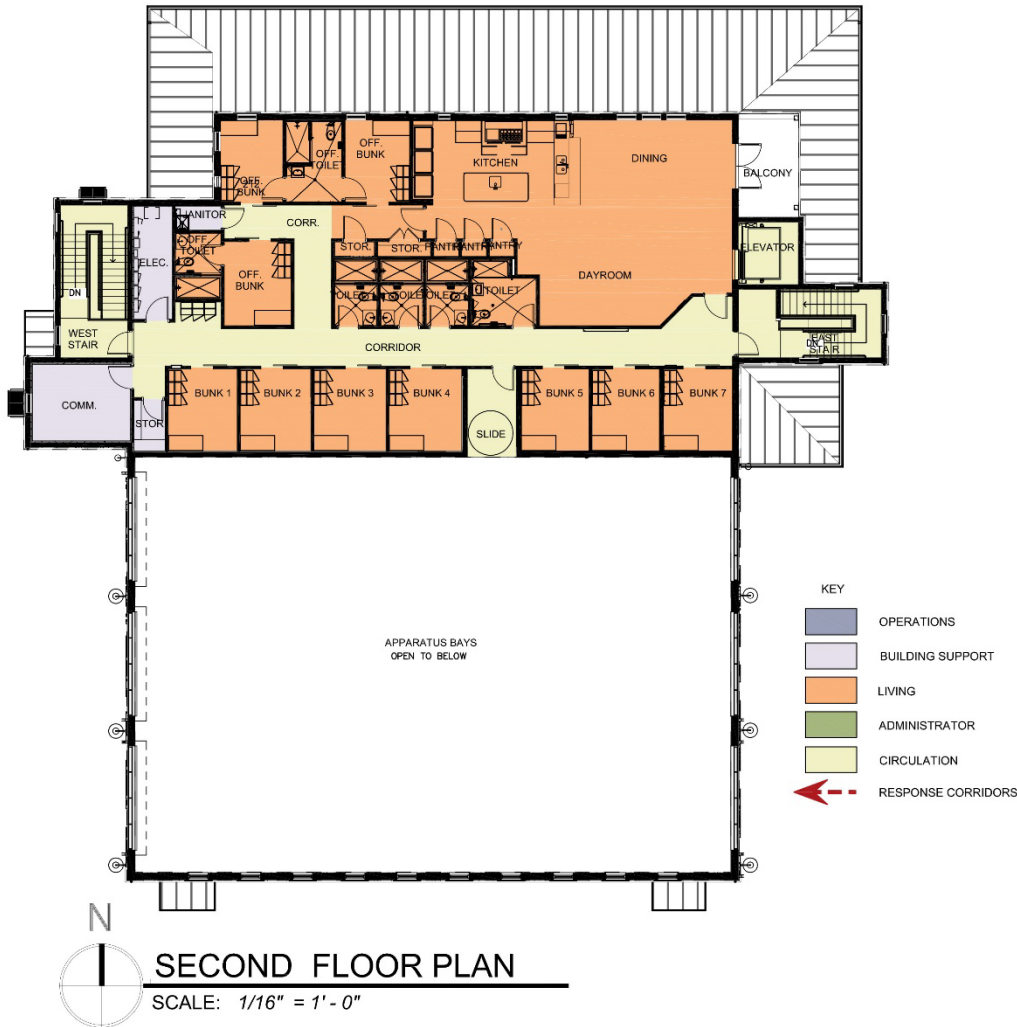 OFF.
TOILET
OFF.
BUNK
KITCHEN
DINING
BALCONY
OFF.
212
BUNK
JANITOR
CORR.
STOR.
STOR.
PANTRY
PANTRY
PANTRY
ELEVATOR
OFF.
TOILET
ELEC.
OFF.
BUNK
DAYROOM
TOILET
TOILET
TOILET
TOILET
DN
WEST
STAIR
CORRIDOR
DN
EAST
STAIR
COMM.
STOR.
BUNK 1
BUNK 2
BUNK 3
BUNK 4
SLIDE
BUNK 5
BUNK 6
BUNK 7
APPARATUS BAYS
OPEN TO BELOW
KEY
OPERATIONS
BUILDING SUPPORT
LIVING
ADMINISTRATOR
CIRCULATION
RESPONSE CORRIDORS
N
SECOND FLOOR PLAN
SCALE: 1/16" = 1' - 0"